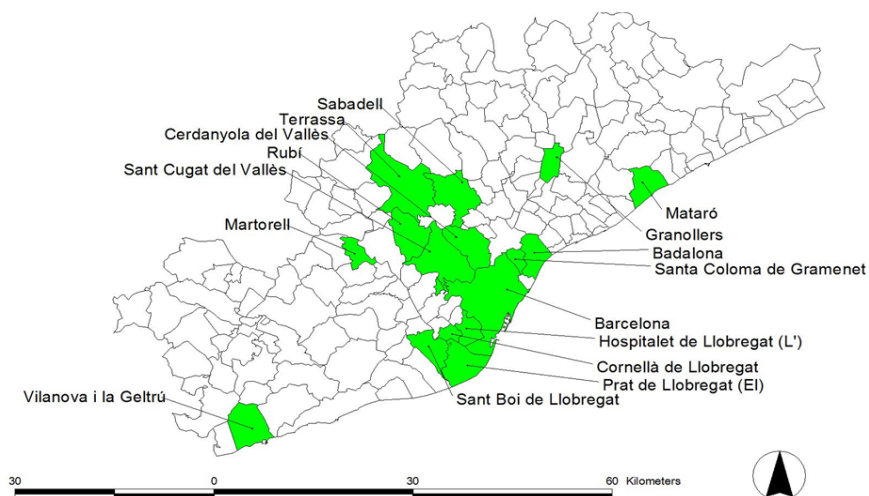 Sabadell
Terrassa
Cerdanyola del Vallès
Rubí
Sant Cugat del Vallès
Martorell
Mataró
Granollers
Badalona
Santa Coloma de Gramenet
Barcelona
Hospitalet de Llobregat (L')
Cornellà de Llobregat
Prat de Llobregat (El)
Sant Boi de Llobregat
Vilanova i la Geltrú
30 0 30 60 Kilometers